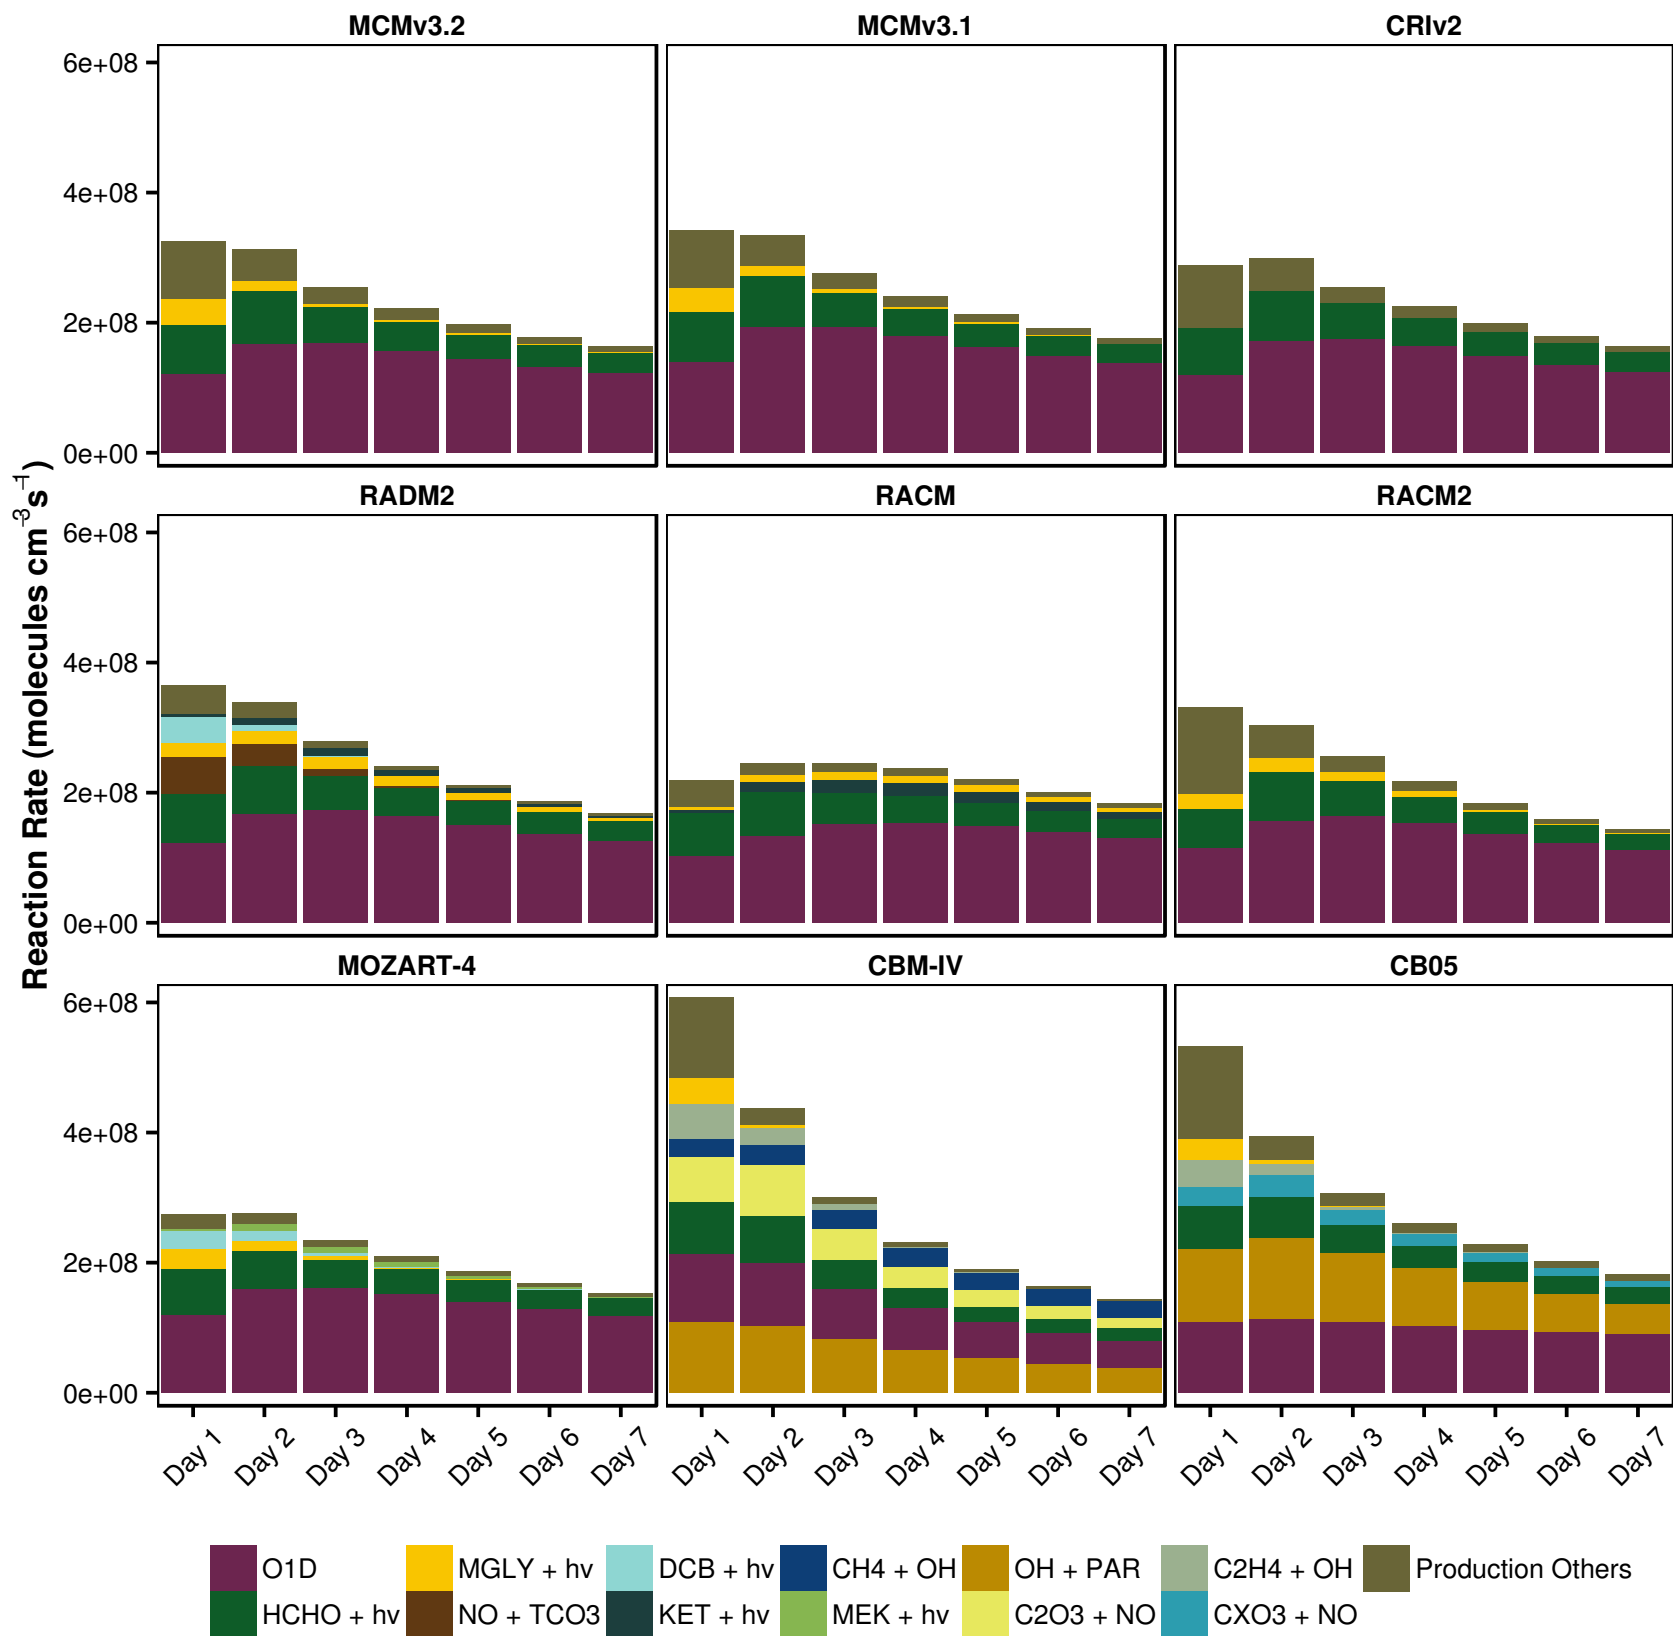 MCMv3.2 MCMv3.1 CRIv2
6e+08
4e+08
2e+08
0e+00
RADM2 RACM RACM2
6e+08
4e+08
2e+08
0e+00
Reaction Rate (molecules cm⁻³s⁻¹)
MOZART-4 CBM-IV CB05
6e+08
4e+08
2e+08
0e+00
Day 1 Day 2 Day 3 Day 4 Day 5 Day 6 Day 7 Day 1 Day 2 Day 3 Day 4 Day 5 Day 6 Day 7 Day 1 Day 2 Day 3 Day 4 Day 5 Day 6 Day 7
O1D MGLY + hv DCB + hv CH4 + OH OH + PAR C2H4 + OH Production Others
HCHO + hv NO + TCO3 KET + hv MEK + hv C2O3 + NO CXO3 + NO